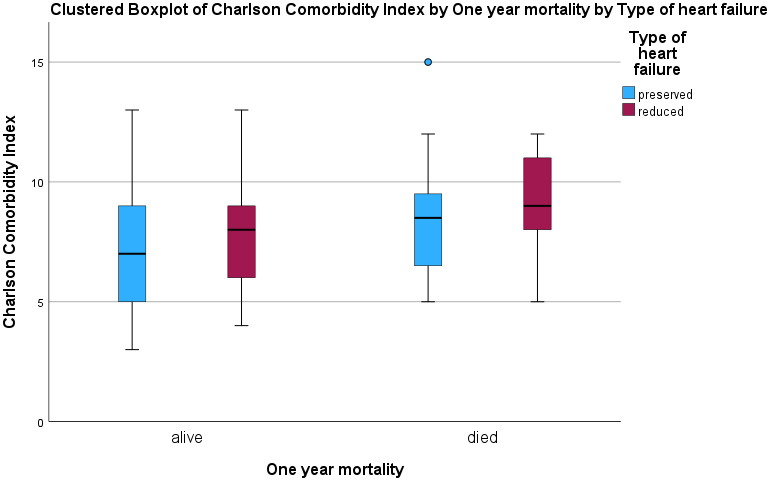 Clustered Boxplot of Charlson Comorbidity Index by One year mortality by Type of heart failure
Type of
heart
failure
preserved
reduced
Charlson Comorbidity Index
15
10
5
0
alive
died
One year mortality